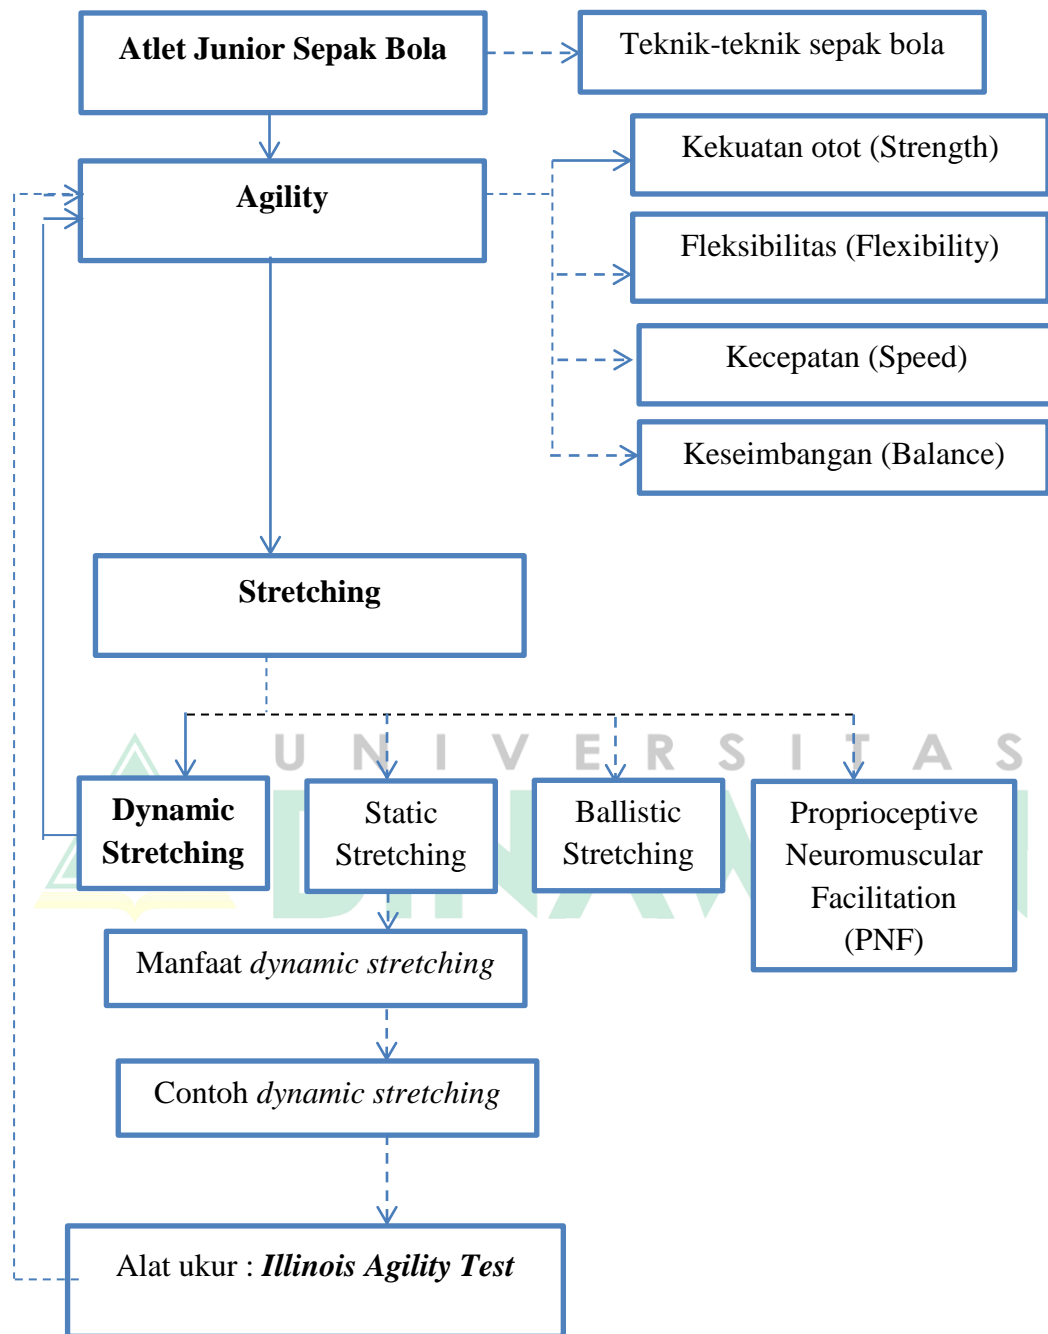 Atlet Junior Sepak Bola
Teknik-teknik sepak bola
Kekuatan otot (Strength)
Agility
Fleksibilitas (Flexibility)
Kecepatan (Speed)
Keseimbangan (Balance)
Stretching
UNIVERSITAS
Dynamic
Stretching
Static
Stretching
Ballistic
Stretching
Proprioceptive
Neuromuscular
Facilitation
(PNF)
Manfaat dynamic stretching
Contoh dynamic stretching
Alat ukur : Illinois Agility Test